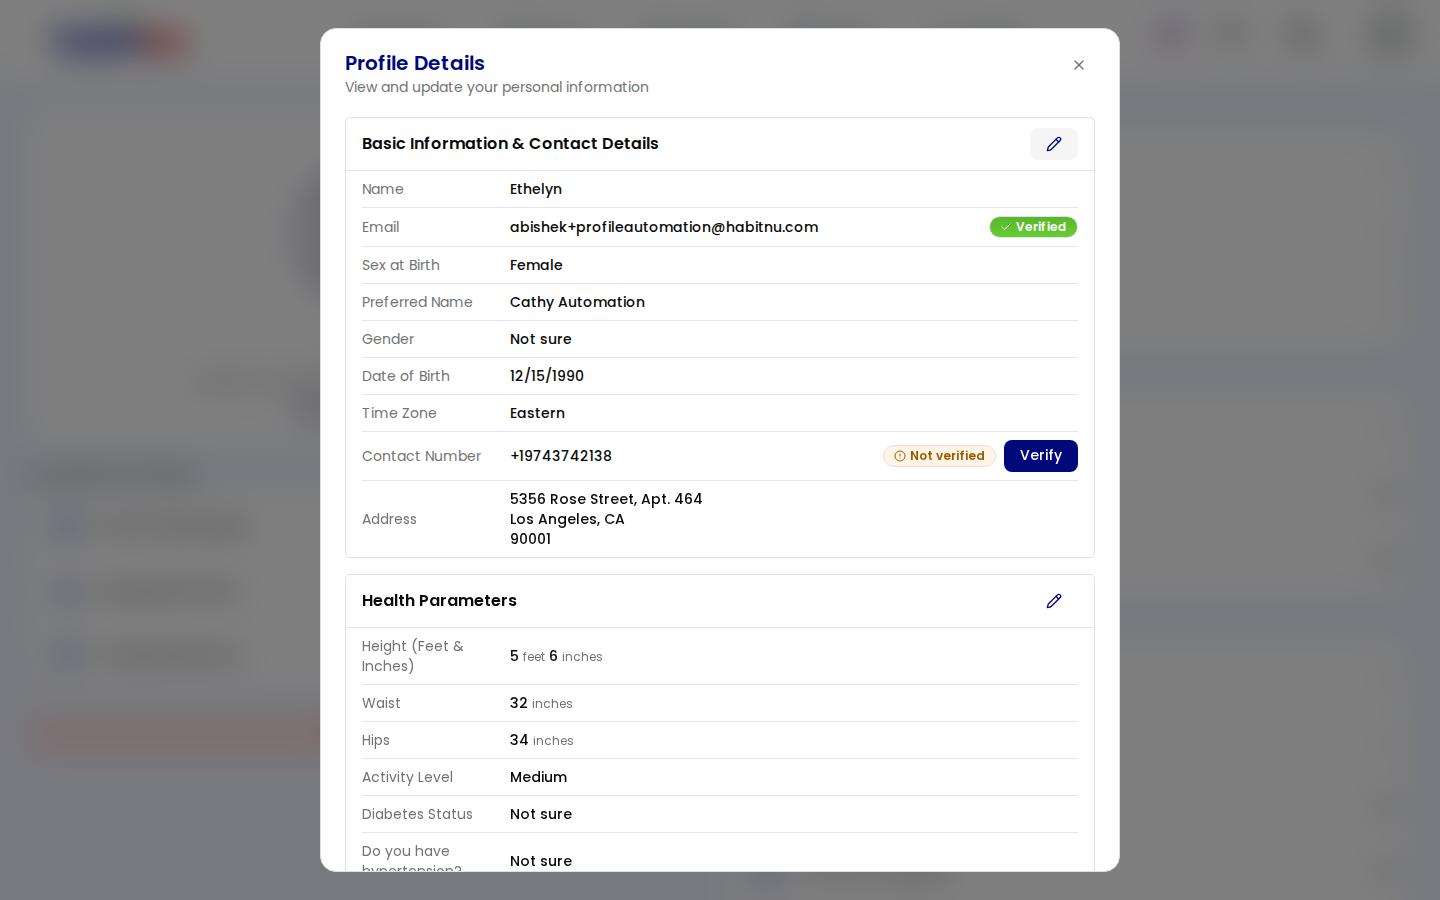 Profile Details
View and update your personal information
Basic Information & Contact Details
Name Ethelyn
Email abishek+profileautomation@habitnu.com Verified
Sex at Birth Female
Preferred Name Cathy Automation
Gender Not sure
Date of Birth 12/15/1990
Time Zone Eastern
Contact Number +19743742138 Not verified Verify
Address 5356 Rose Street, Apt. 464
Los Angeles, CA
90001
Health Parameters
Height (Feet & Inches) 5 feet 6 inches
Waist 32 inches
Hips 34 inches
Activity Level Medium
Diabetes Status Not sure
Do you have hypertension? Not sure